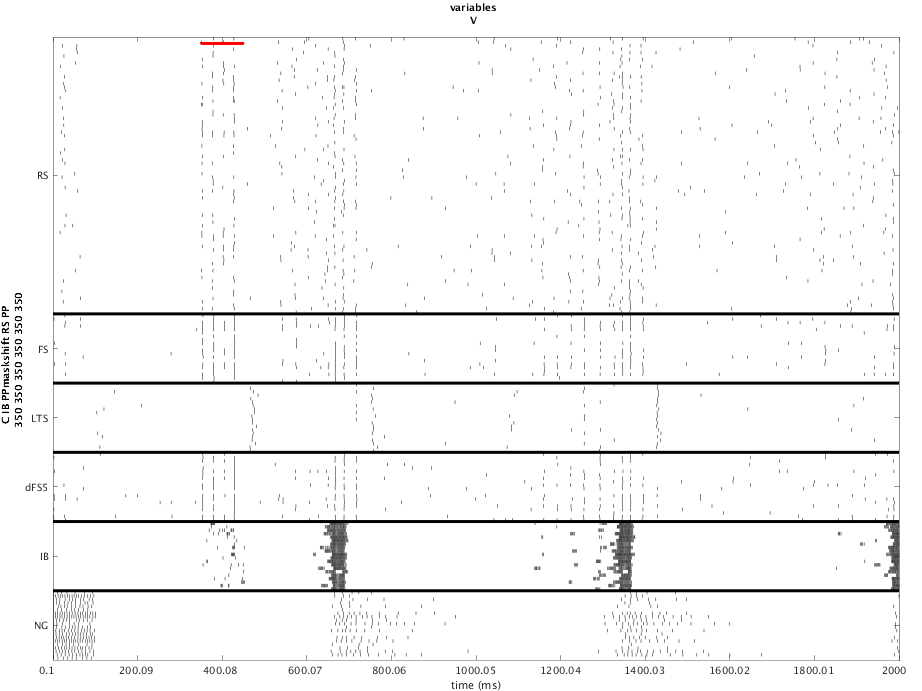 variables
V
C IB PPmaskshift RS PP
350 350 350 350 350 350
RS
FS
LTS
dFS5
IB
NG
0.1 200.09 400.08 600.07 800.06 1000.05 1200.04 1400.03 1600.02 1800.01 2000
time (ms)